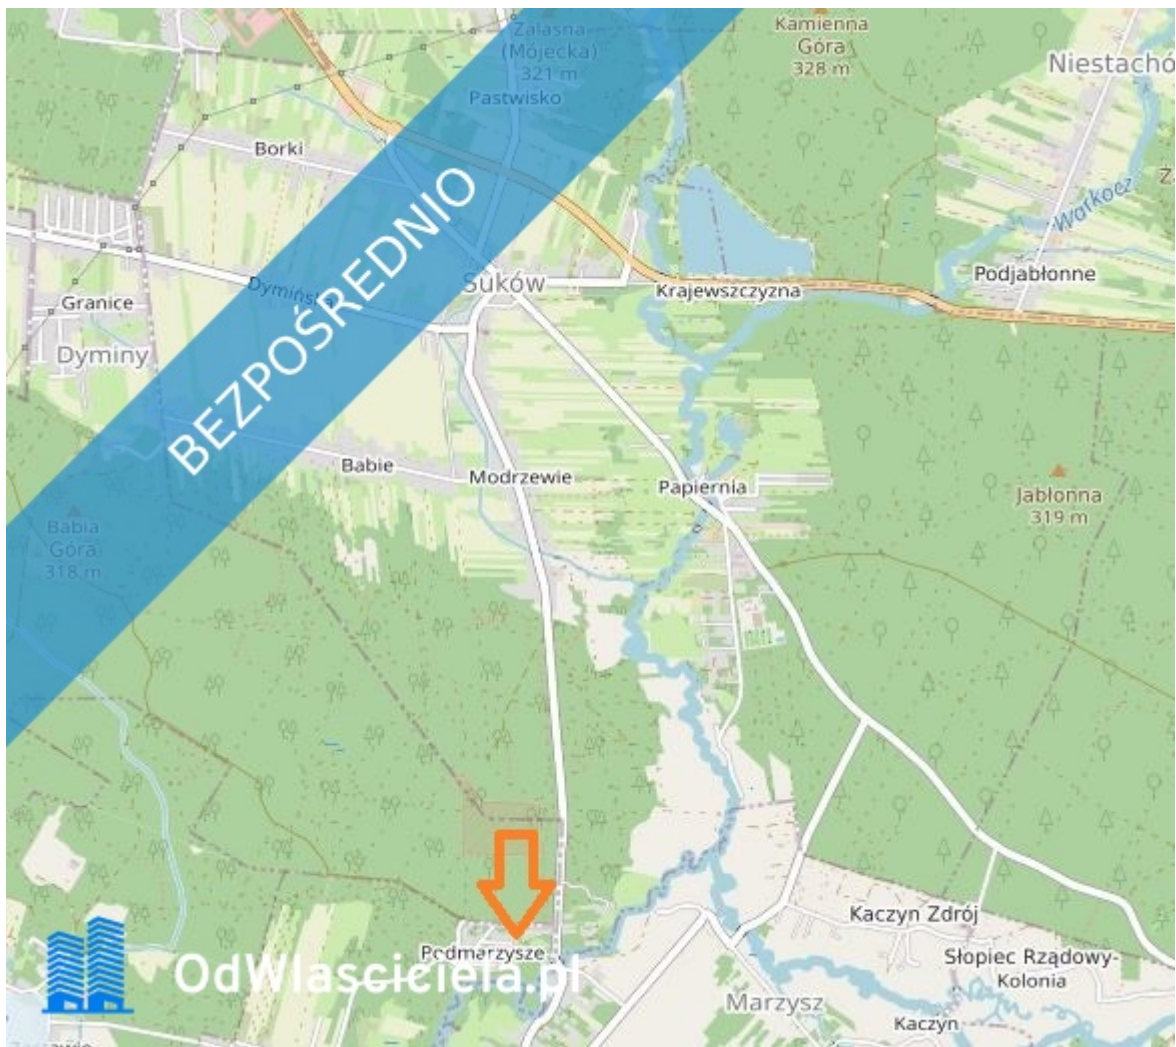 Zalasna
(Mójecka)
321 m
Pastwisko
Kamienna
Góra
328 m
Niestachó
Borki
Warkocz
Suków
Podjabłonne
Krajewszczyzna
Dymińska
Granice
Dyminy
BEZPOŚREDNIO
Babie
Modrzewie
Papiernia
Jabłonna
319 m
Babia
Góra
318 m
Kaczyn Zdrój
Podmarzysze
Słopiec Rządowy-
Kolonia
OdWlasciciela.pl
Marzysz
Kaczyn